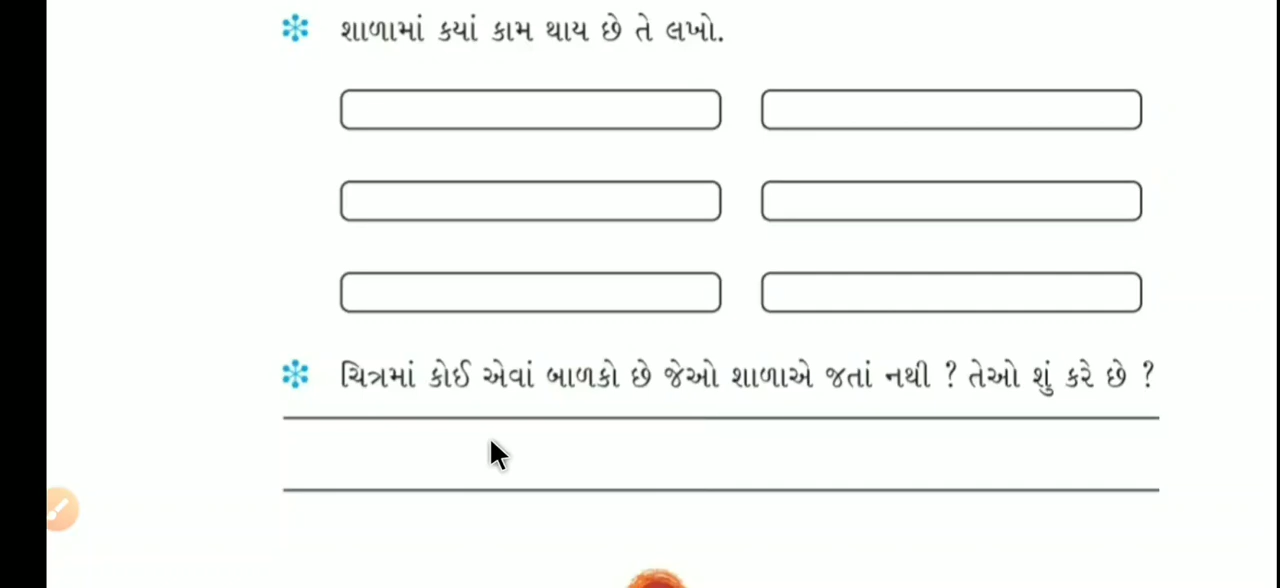 શાળામાં કયાં કામ થાય છે તે લખો.
ચિત્રમાં કોઈ એવાં બાળકો છે જેઓ શાળાએ જતાં નથી ? તેઓ શું કરે છે ?